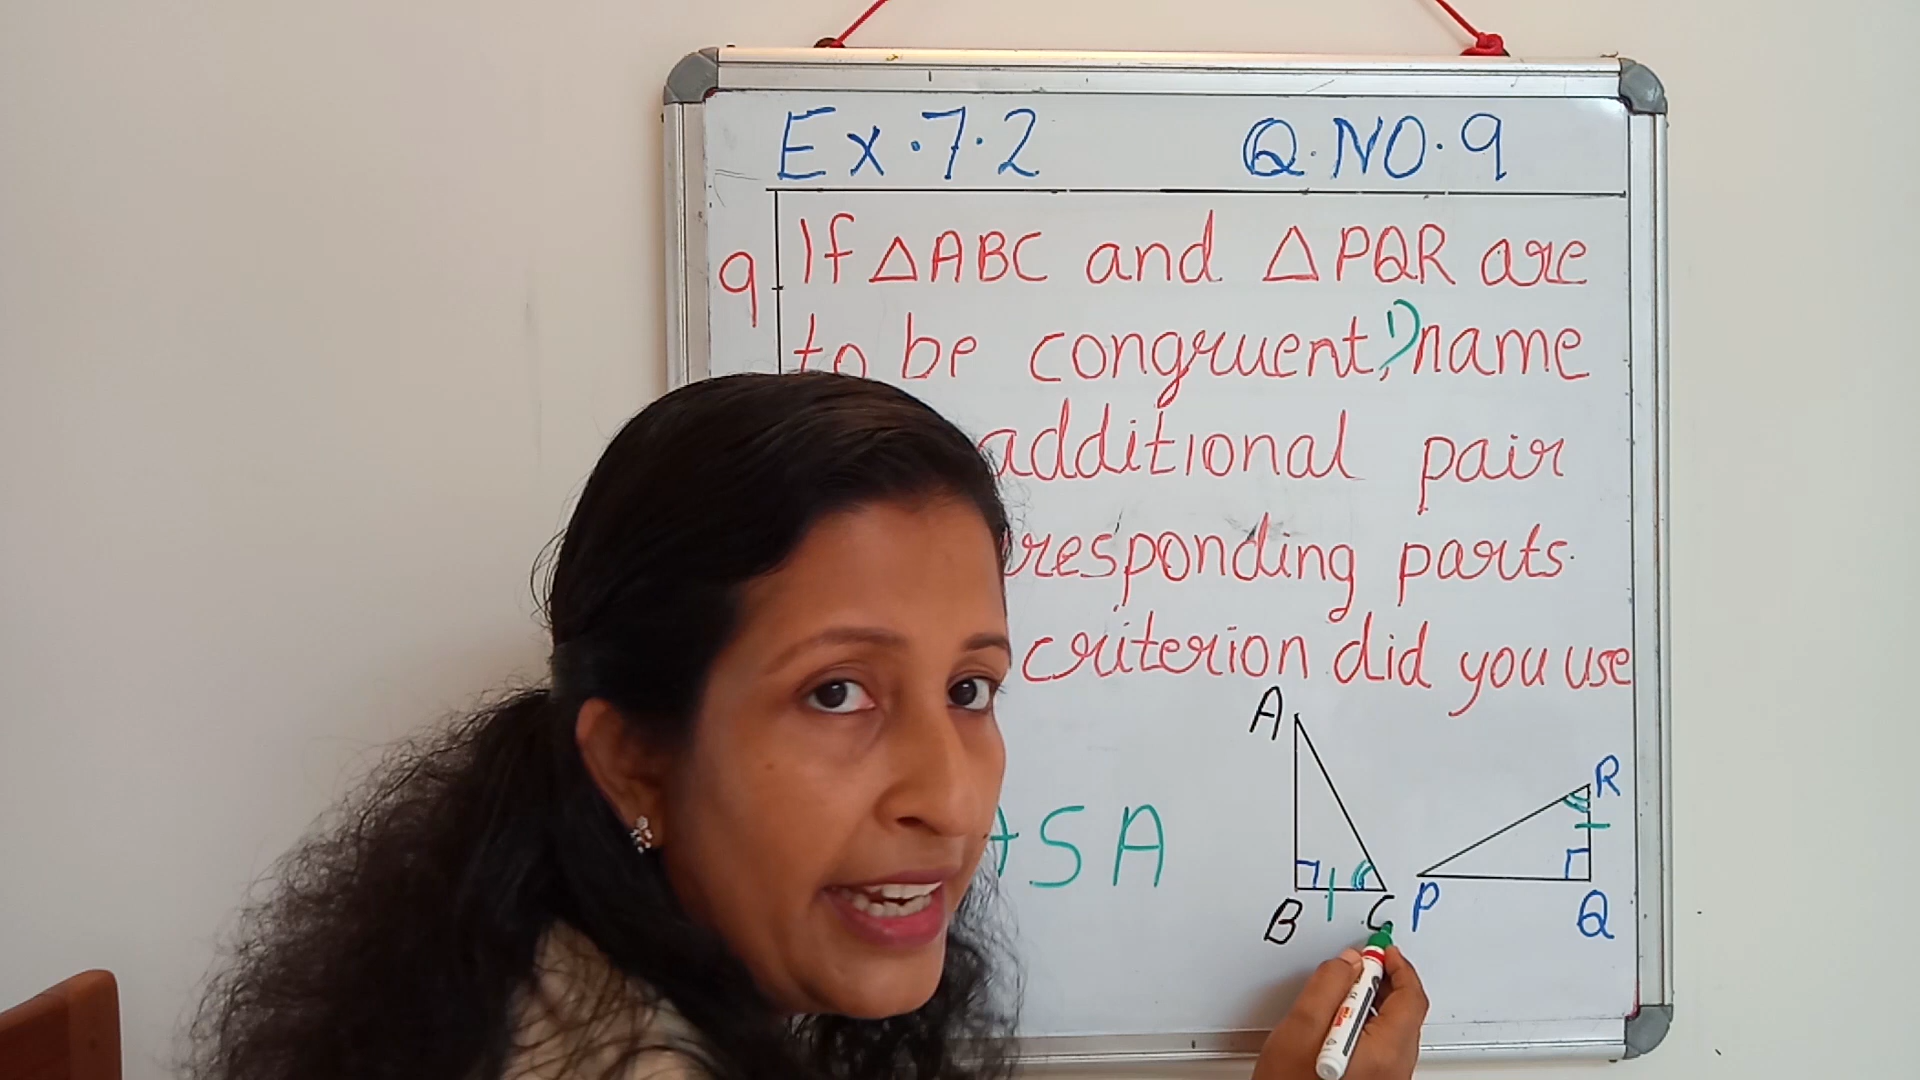 Ex.7.2 Q.NO.9
9 If △ABC and △PQR are
to be congruent, 1) name
additional pair
parts.
criterion did you use
SA
A
R
B C P Q